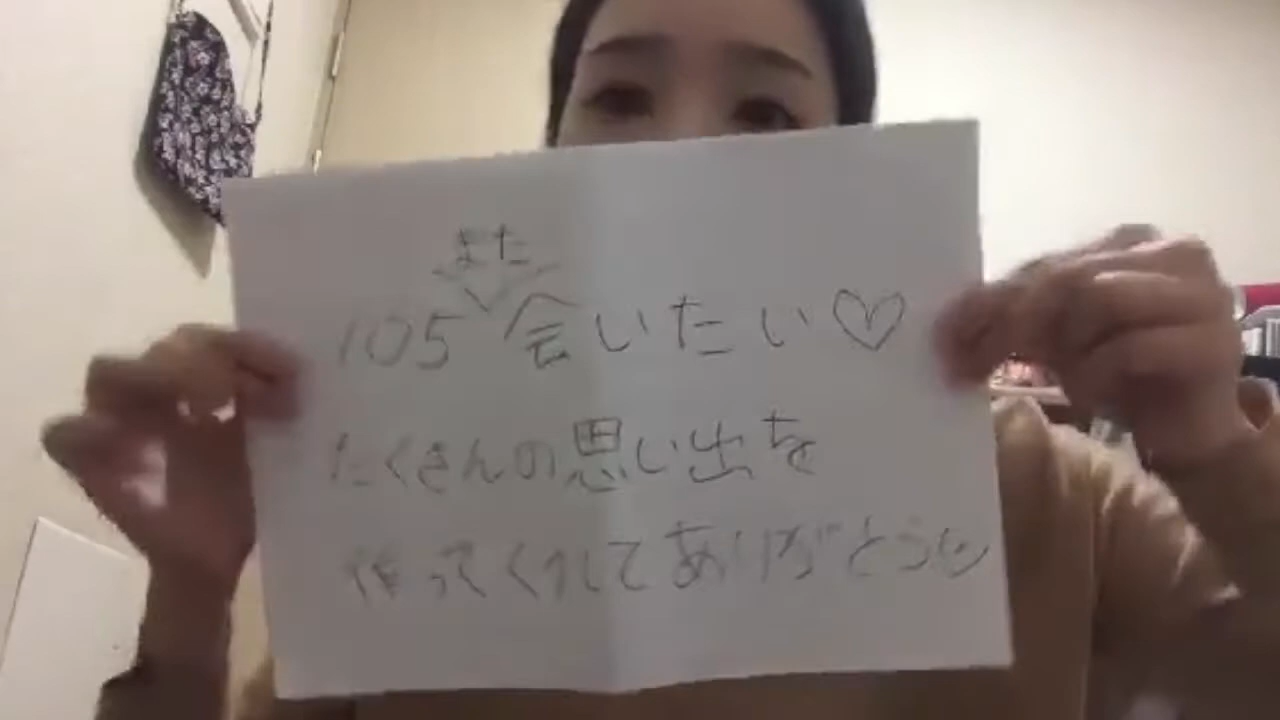 また
105 会いたい♡
たくさんの思い出を
作ってくれてありがとう